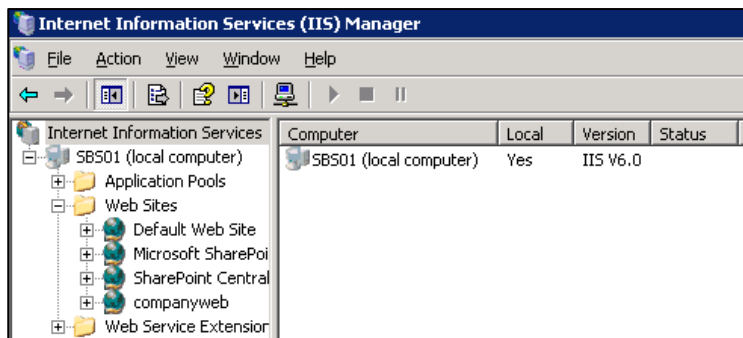 Internet Information Services (IIS) Manager
File Action View Window Help
Internet Information Services
Computer Local Version Status
SBS01 (local computer)
SBS01 (local computer) Yes IIS V6.0
Application Pools
Web Sites
Default Web Site
Microsoft SharePoi
SharePoint Central
companyweb
Web Service Extension